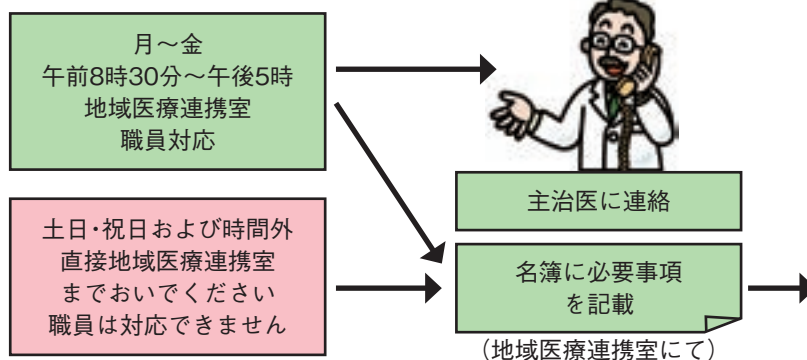 月〜金
午前8時30分〜午後5時
地域医療連携室
職員対応
土日・祝日および時間外
直接地域医療連携室
までおいでください
職員は対応できません
主治医に連絡
名簿に必要事項
を記載
(地域医療連携室にて)